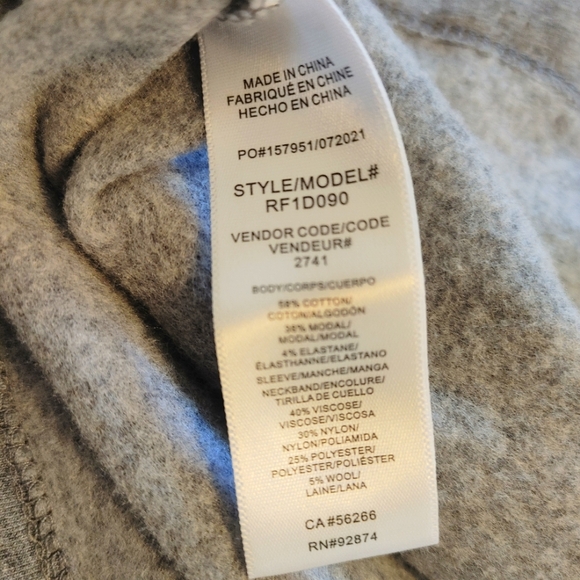 MADE IN CHINA
FABRIQUÉ EN CHINE
HECHO EN CHINA
PO#157951/072021
STYLE/MODEL#
RF1D090
VENDOR CODE/CODE
VENDEUR#
2741
BODY/CORPS/CUERPO
58% COTTON/
COTON/ALGODÓN
38% MODAL/
MODAL/MODAL
4% ELASTANE/
ÉLASTHANNE/ELASTANO
SLEEVE/MANCHE/MANGA
NECKBAND/ENCOLURE/
TIRILLA DE CUELLO
40% VISCOSE/
VISCOSE/VISCOSA
30% NYLON/
NYLON/POLIAMIDA
25% POLYESTER/
POLYESTER/POLIÉSTER
5% WOOL/
LAINE/LANA
CA #56266
RN#92874